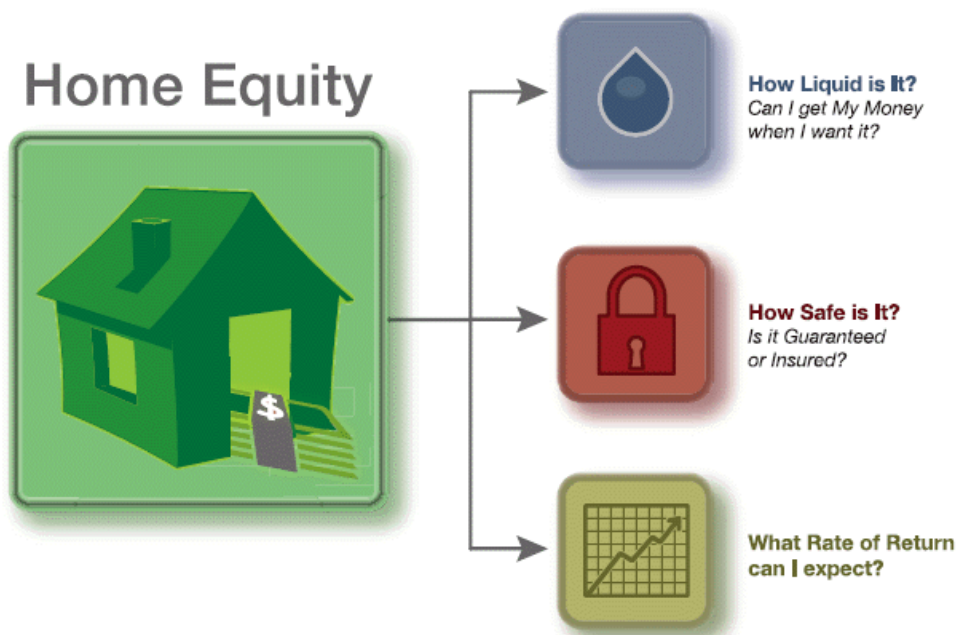 Home Equity
$
How Liquid is It?
Can I get My Money
when I want it?
How Safe is It?
Is it Guaranteed
or Insured?
What Rate of Return
can I expect?